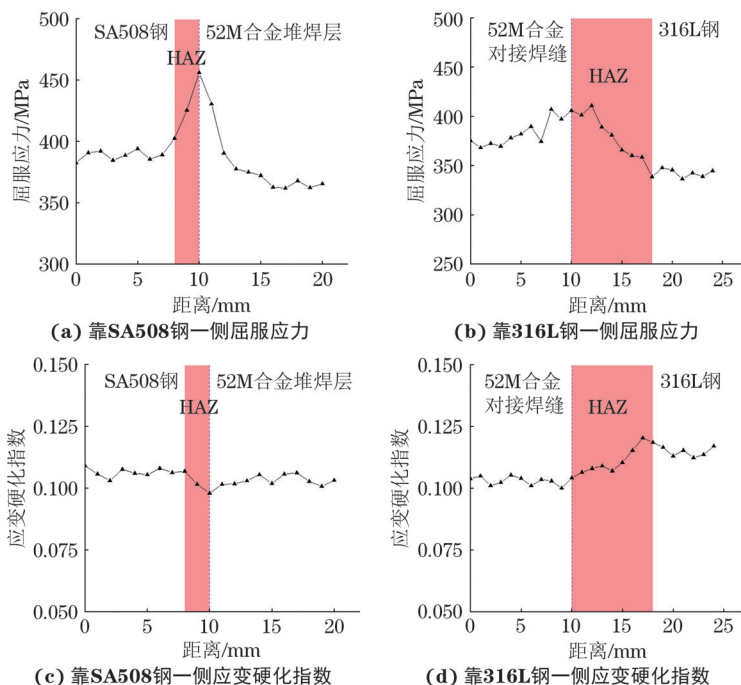 SA508钢
52M合金堆焊层
HAZ
屈服应力/MPa
500
450
400
350
300
0
5
10
15
20
距离/mm
(a) 靠SA508钢一侧屈服应力
52M合金
对接焊缝
316L钢
HAZ
屈服应力/MPa
500
450
400
350
300
250
0
5
10
15
20
25
距离/mm
(b) 靠316L钢一侧屈服应力
SA508钢
52M合金堆焊层
HAZ
应变硬化指数
0.150
0.125
0.100
0.075
0.050
0
5
10
15
20
距离/mm
(c) 靠SA508钢一侧应变硬化指数
52M合金
对接焊缝
316L钢
HAZ
应变硬化指数
0.150
0.125
0.100
0.075
0.050
0
5
10
15
20
25
距离/mm
(d) 靠316L钢一侧应变硬化指数